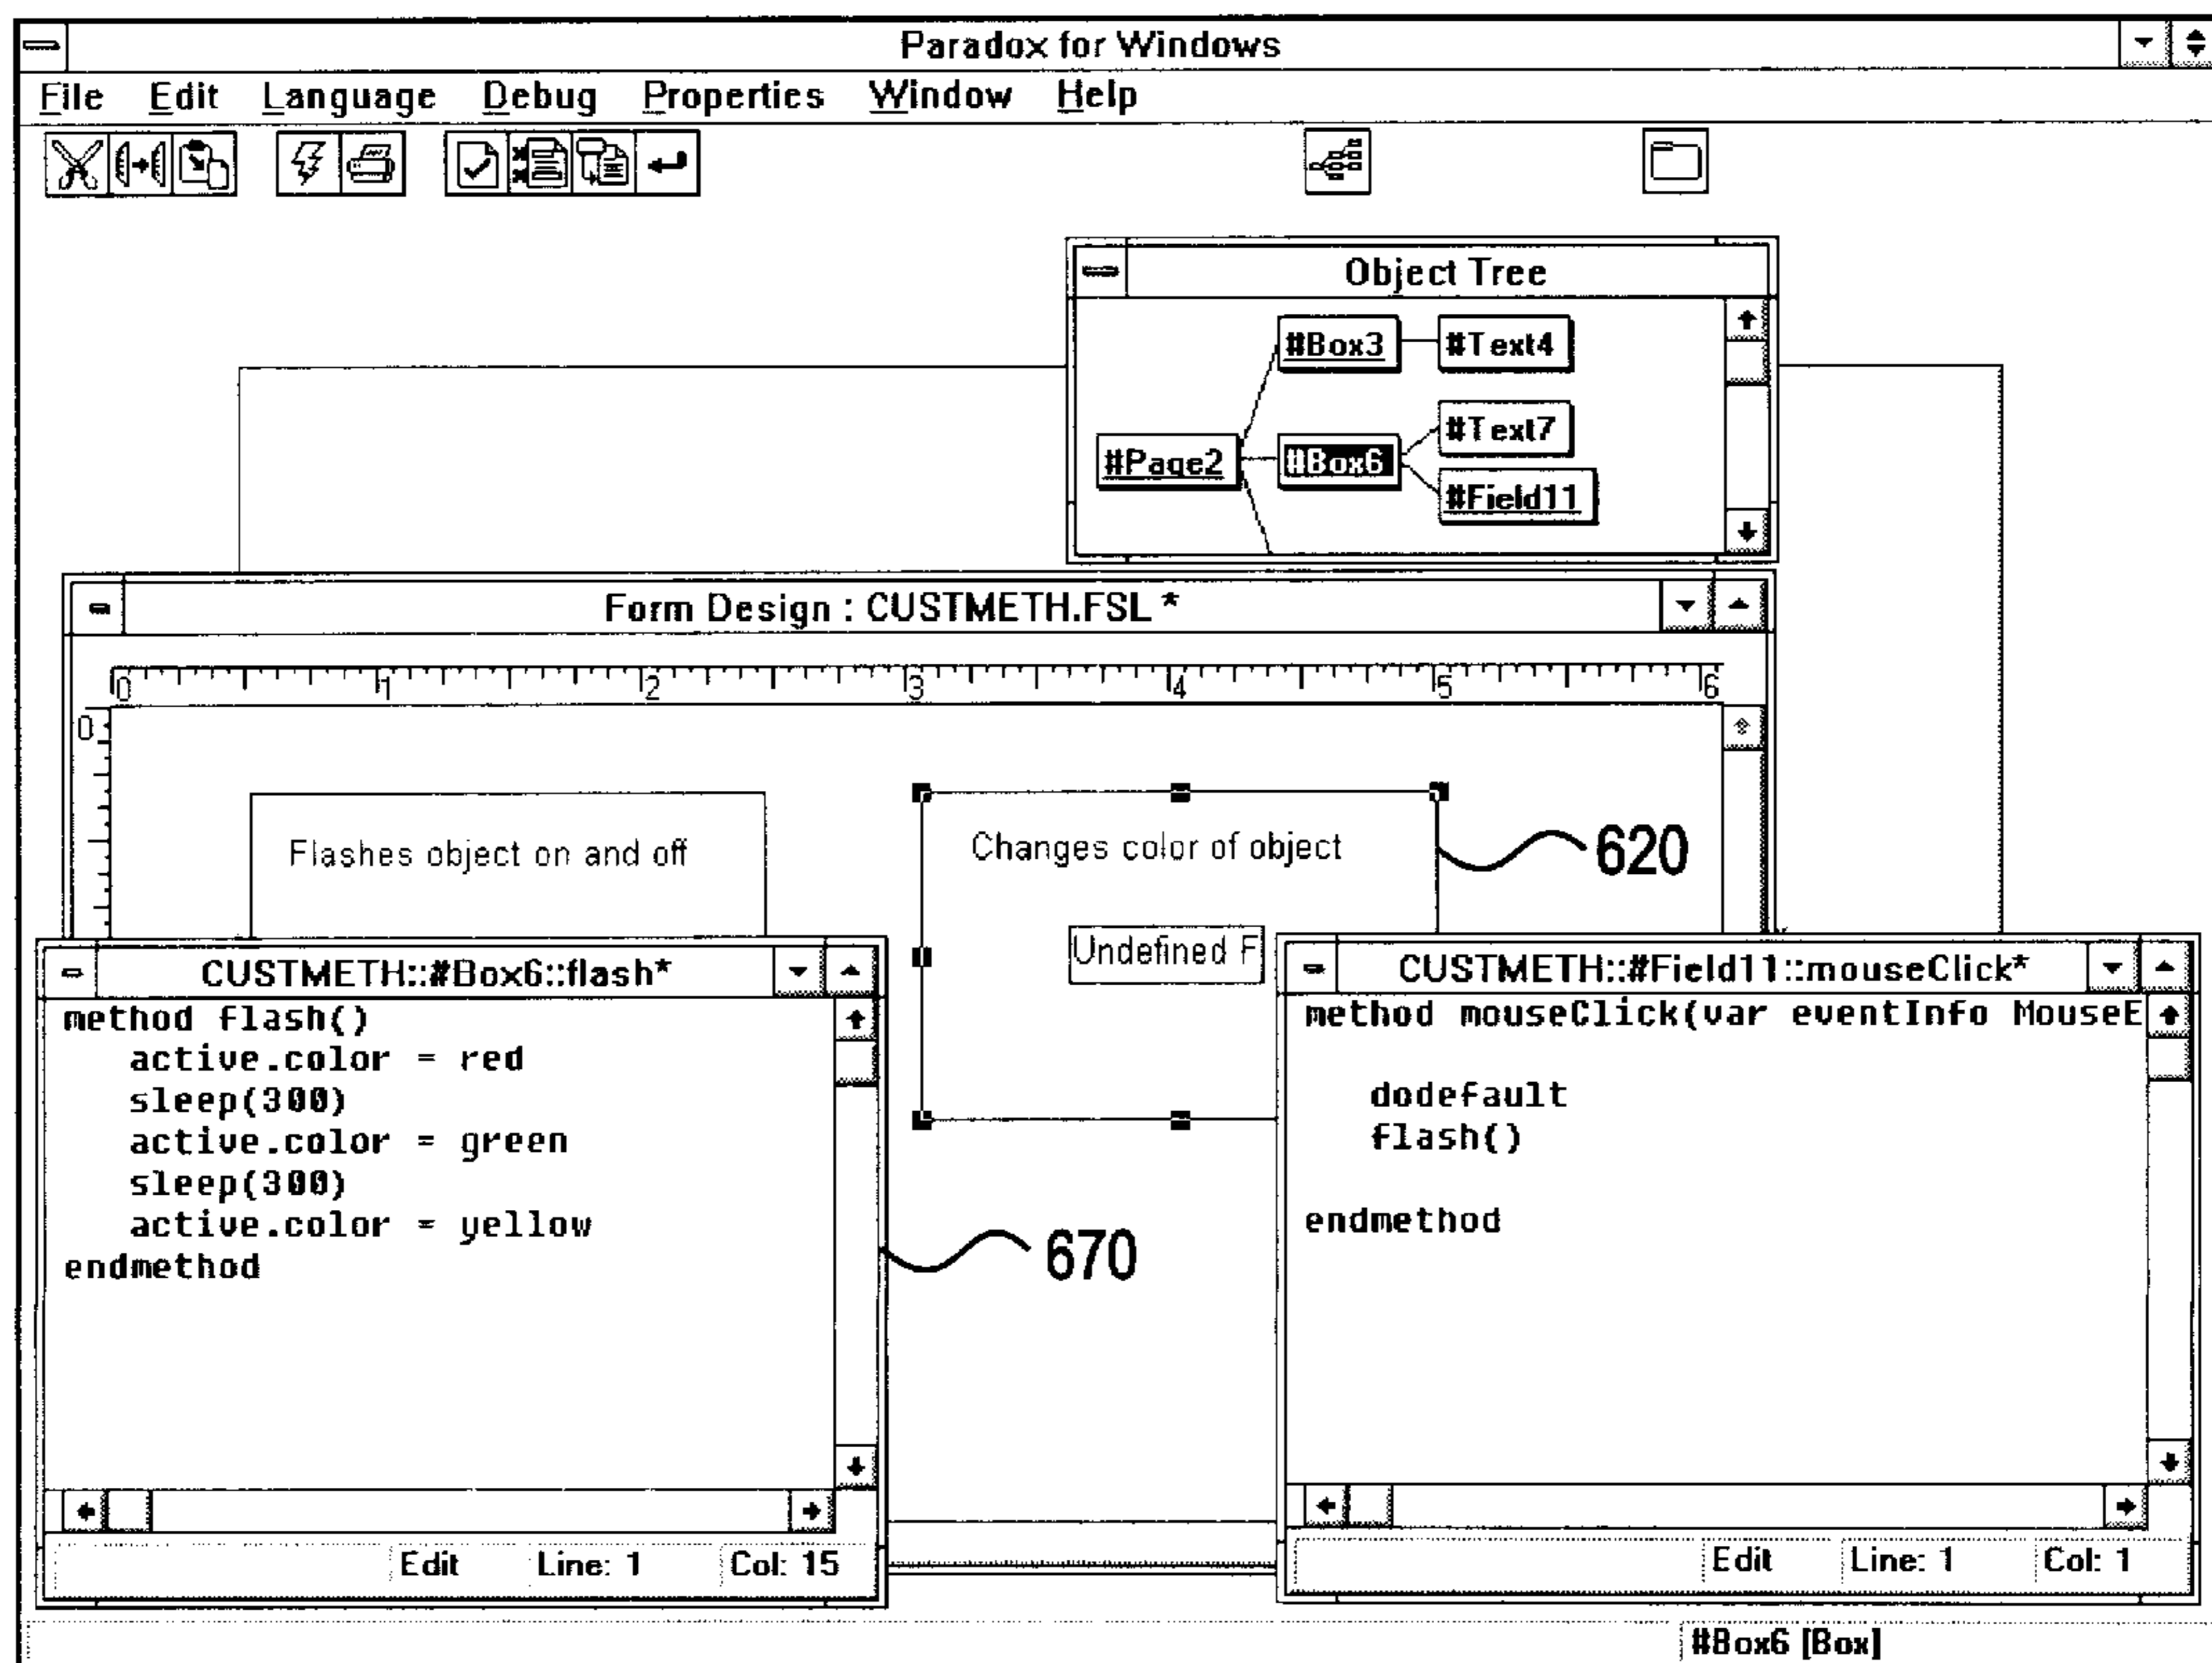 Paradox for Windows
File Edit Language Debug Properties Window Help
Object Tree
#Box3 #Text4
#Text7
#Page2 #Box6
#Field11
Form Design : CUSTMETH.FSL *
0 1 2 3 4 5 6
0
Flashes object on and off
Changes color of object
620
Undefined F
CUSTMETH::#Box6::flash*
method flash()
active.color = red
sleep(300)
active.color = green
sleep(300)
active.color = yellow
endmethod
Edit Line: 1 Col: 15
670
CUSTMETH::#Field11::mouseClick*
method mouseClick(var eventInfo MouseE
dodefault
flash()
endmethod
Edit Line: 1 Col: 1
#Box6 [Box]